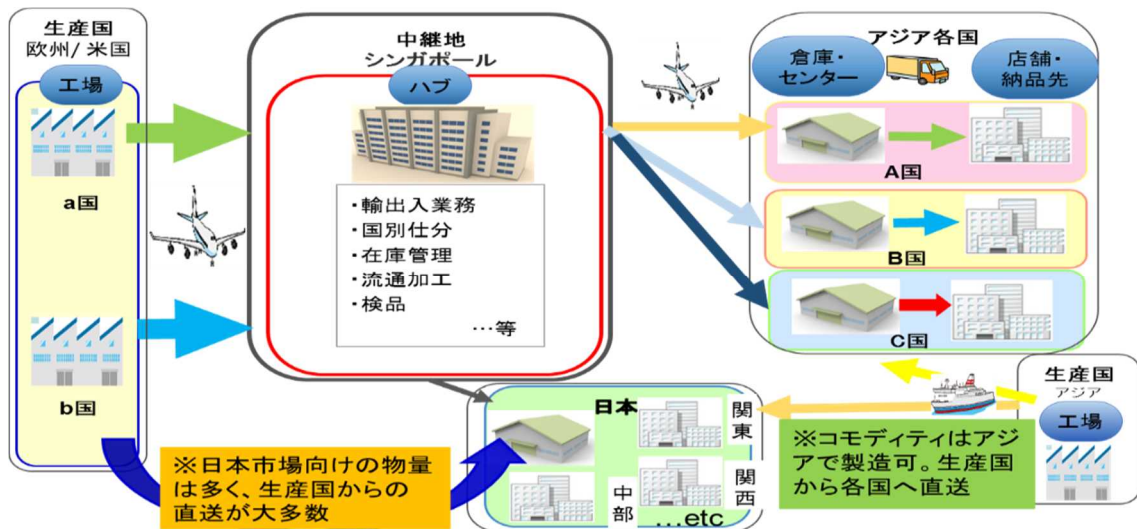 生産国
欧州/ 米国
工場
a国
b国
中継地
シンガポール
ハブ
・輸出入業務
・国別仕分
・在庫管理
・流通加工
・検品
…等
アジア各国
倉庫・
センター
店舗・
納品先
A国
B国
C国
生産国
アジア
工場
日本
関東
関西
中部
…etc
※日本市場向けの物量
は多く、生産国からの
直送が大多数
※コモディティはアジ
アで製造可。生産国
から各国へ直送